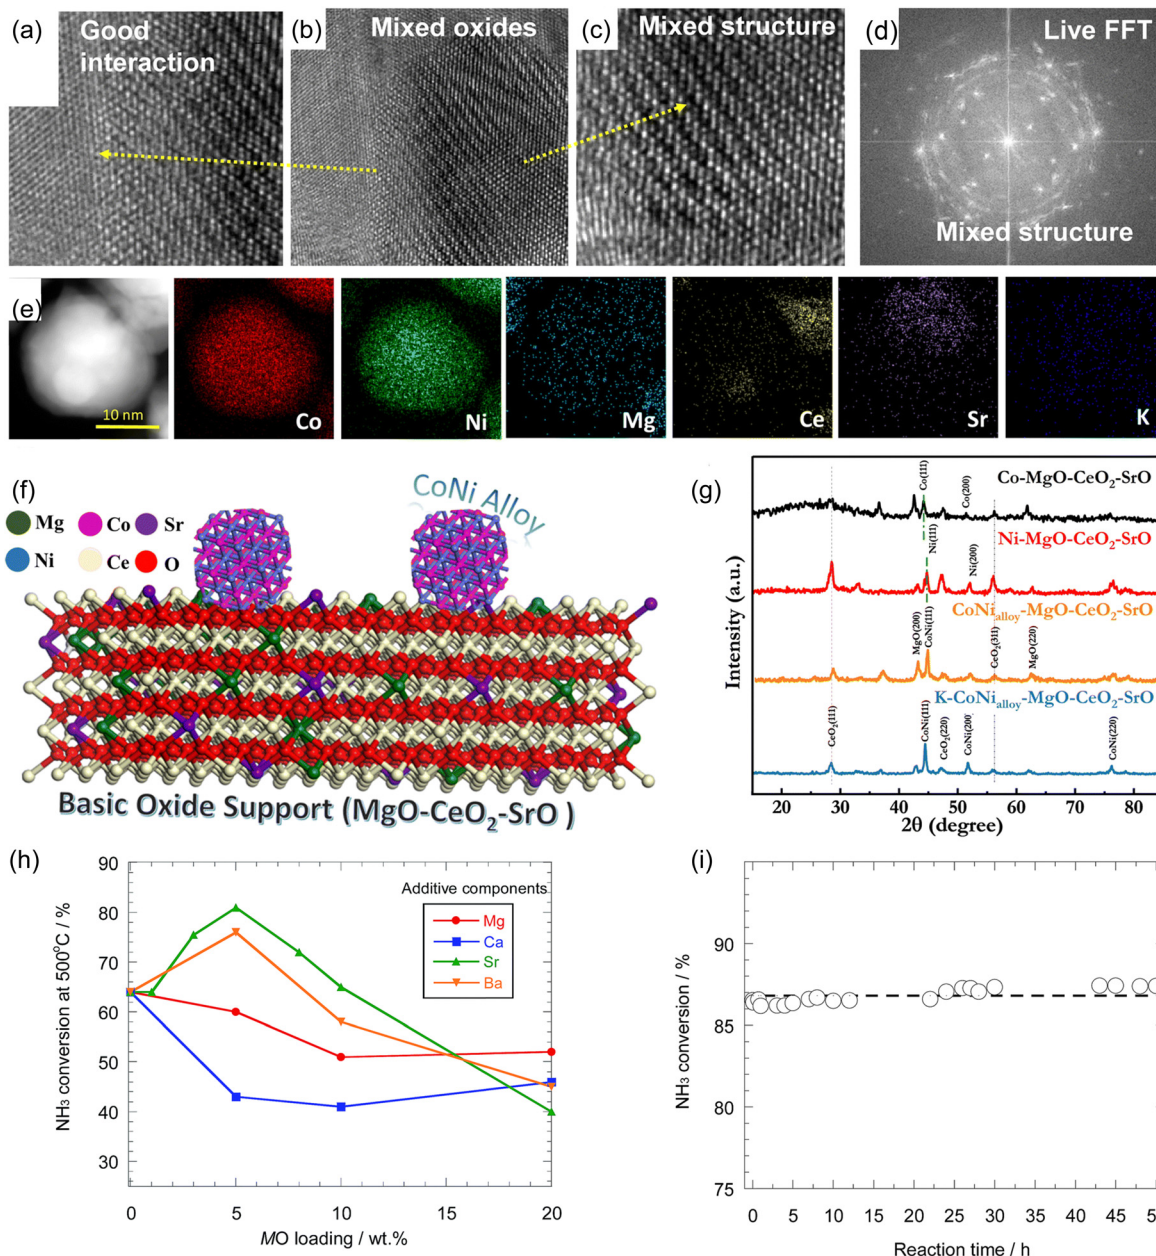 (a)
Good
interaction
(b)
Mixed oxides
(c)
Mixed structure
(d)
Live FFT
Mixed structure
(e)
10 nm
Co
Ni
Mg
Ce
Sr
K
(f)
Mg
Co
Sr
Ni
Ce
O
CoNi Alloy
Basic Oxide Support (MgO-CeO₂-SrO )
(g)
Intensity (a.u.)
Co-MgO-CeO₂-SrO
Co(111)
Co(200)
Ni-MgO-CeO₂-SrO
Ni(111)
Ni(200)
CoNialloy-MgO-CeO₂-SrO
MgO(200)
CoNi(111)
CeO₂(311)
MgO(220)
K-CoNialloy-MgO-CeO₂-SrO
CeO₂(111)
CoNi(111)
CeO₂(220)
CoNi(200)
CoNi(220)
20 30 40 50 60 70 80
2θ (degree)
(h)
NH₃ conversion at 500°C / %
90
80
70
60
50
40
30
Additive components
Mg
Ca
Sr
Ba
0 5 10 15 20
MO loading / wt.%
(i)
NH₃ conversion / %
90
85
80
75
0 5 10 15 20 25 30 35 40 45 50
Reaction time / h